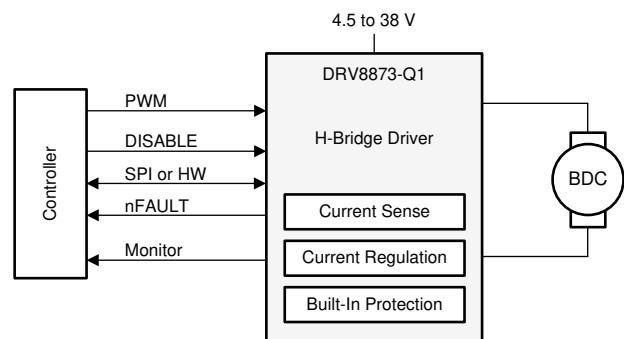 4.5 to 38 V
DRV8873-Q1
H-Bridge Driver
Controller
PWM
DISABLE
SPI or HW
nFAULT
Monitor
Current Sense
Current Regulation
Built-In Protection
BDC